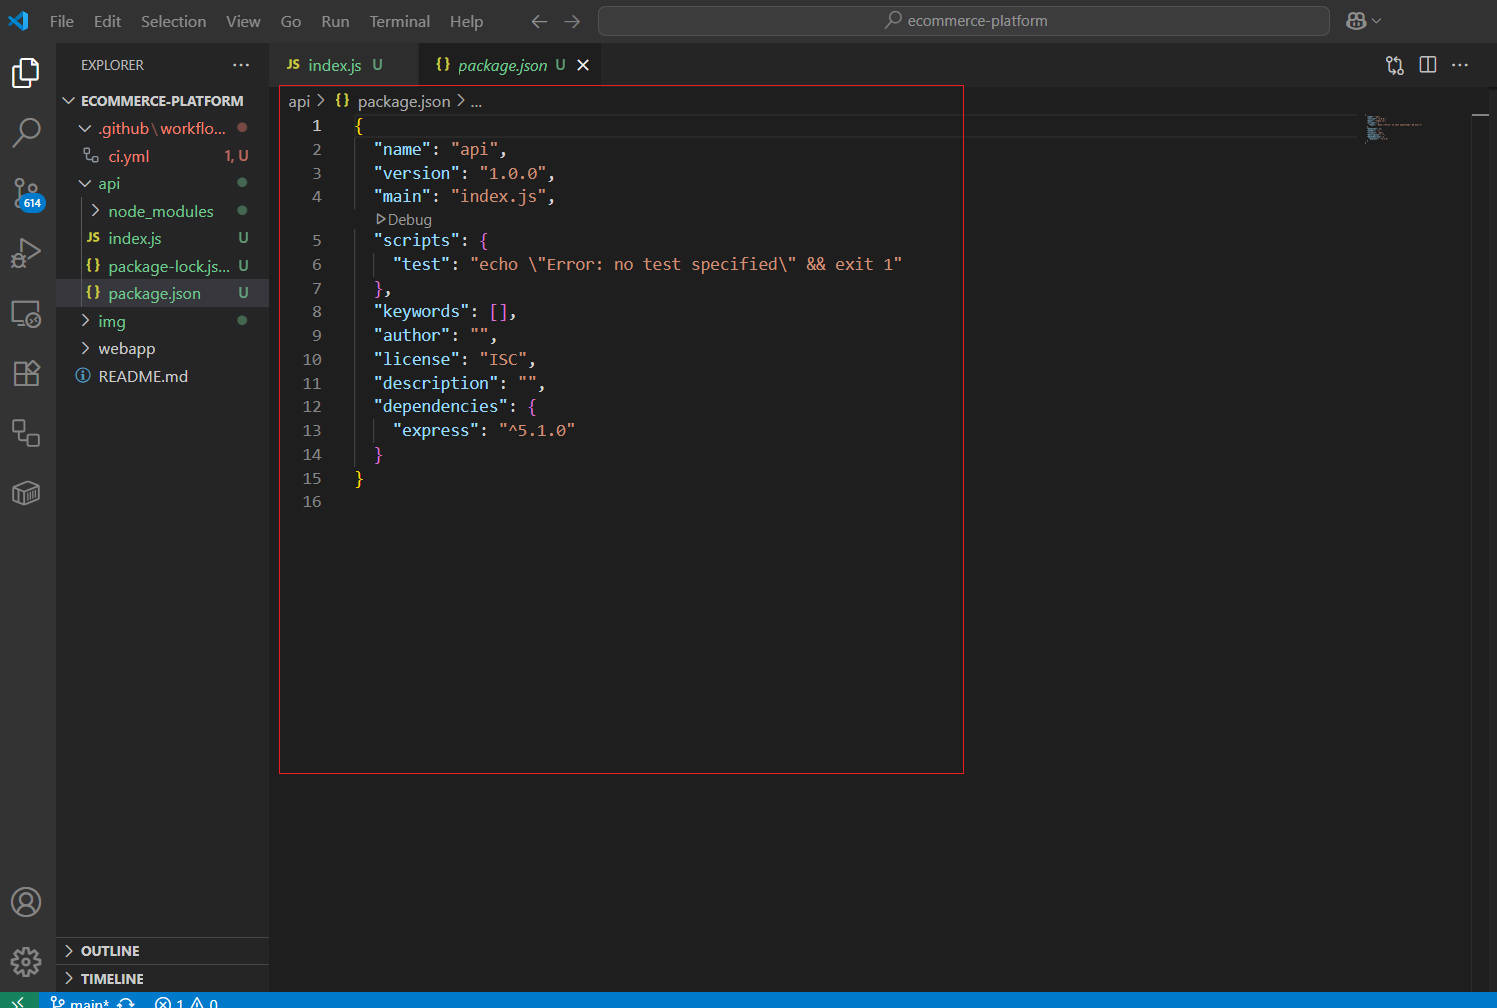 File Edit Selection View Go Run Terminal Help
ecommerce-platform
EXPLORER
ECOMMERCE-PLATFORM
.github\workflo...
ci.yml 1, U
api
node_modules
JS index.js U
{} package-lock.js... U
{} package.json U
img
webapp
README.md
614
OUTLINE
TIMELINE
JS index.js U
{} package.json U
api > {} package.json > ...
1 {
2 "name": "api",
3 "version": "1.0.0",
4 "main": "index.js",
Debug
5 "scripts": {
6 "test": "echo \"Error: no test specified\" && exit 1"
7 },
8 "keywords": [],
9 "author": "",
10 "license": "ISC",
11 "description": "",
12 "dependencies": {
13 "express": "^5.1.0"
14 }
15 }
16
main* 1 0